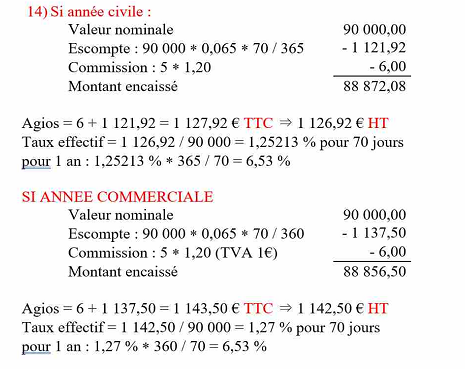 14) Si année civile :
Valeur nominale 90 000,00
Escompte : 90 000 * 0,065 * 70 / 365 - 1 121,92
Commission : 5 * 1,20 - 6,00
Montant encaissé 88 872,08
Agios = 6 + 1 121,92 = 1 127,92 € TTC ⇒ 1 126,92 € HT
Taux effectif = 1 126,92 / 90 000 = 1,25213 % pour 70 jours
pour 1 an : 1,25213 % * 365 / 70 = 6,53 %
SI ANNEE COMMERCIALE
Valeur nominale 90 000,00
Escompte : 90 000 * 0,065 * 70 / 360 - 1 137,50
Commission : 5 * 1,20 (TVA 1€) - 6,00
Montant encaissé 88 856,50
Agios = 6 + 1 137,50 = 1 143,50 € TTC ⇒ 1 142,50 € HT
Taux effectif = 1 142,50 / 90 000 = 1,27 % pour 70 jours
pour 1 an : 1,27 % * 360 / 70 = 6,53 %